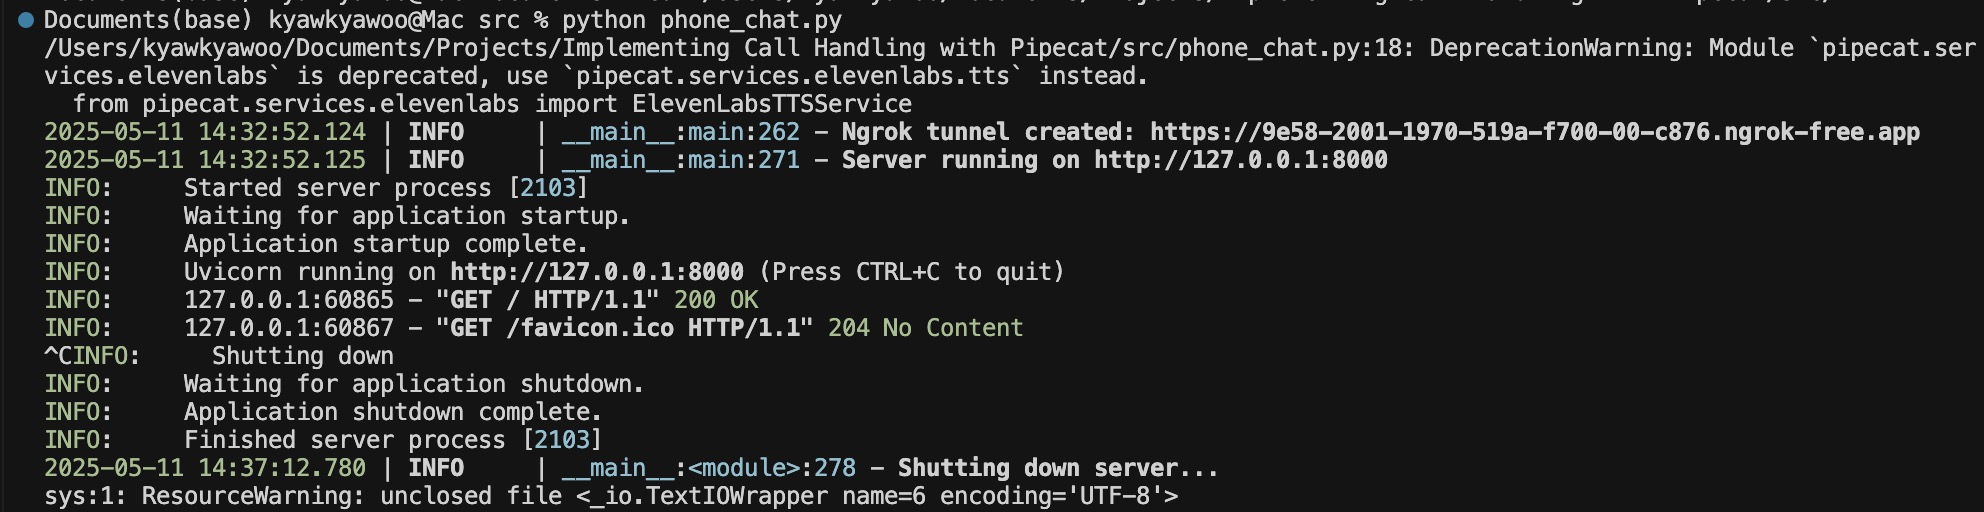 Documents(base) kyawkyawoo@Mac src % python phone_chat.py
/Users/kyawkyawoo/Documents/Projects/Implementing Call Handling with Pipecat/src/phone_chat.py:18: DeprecationWarning: Module `pipecat.ser
vices.elevenlabs` is deprecated, use `pipecat.services.elevenlabs.tts` instead.
  from pipecat.services.elevenlabs import ElevenLabsTTSService
2025-05-11 14:32:52.124 | INFO     | __main__:main:262 - Ngrok tunnel created: https://9e58-2001-1970-519a-f700-00-c876.ngrok-free.app
2025-05-11 14:32:52.125 | INFO     | __main__:main:271 - Server running on http://127.0.0.1:8000
INFO:     Started server process [2103]
INFO:     Waiting for application startup.
INFO:     Application startup complete.
INFO:     Uvicorn running on http://127.0.0.1:8000 (Press CTRL+C to quit)
INFO:     127.0.0.1:60865 - "GET / HTTP/1.1" 200 OK
INFO:     127.0.0.1:60867 - "GET /favicon.ico HTTP/1.1" 204 No Content
^CINFO:     Shutting down
INFO:     Waiting for application shutdown.
INFO:     Application shutdown complete.
INFO:     Finished server process [2103]
2025-05-11 14:37:12.780 | INFO     | __main__:<module>:278 - Shutting down server...
sys:1: ResourceWarning: unclosed file <_io.TextIOWrapper name=6 encoding='UTF-8'>